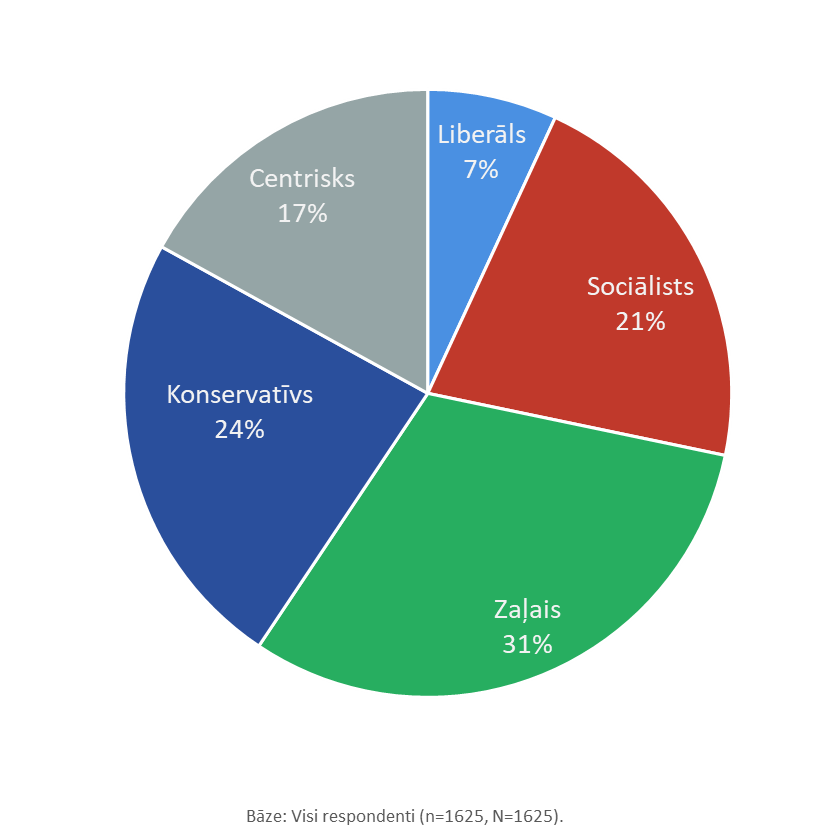 Liberāls
7%
Centrisks
17%
Sociālists
21%
Konservatīvs
24%
Zaļais
31%
Bāze: Visi respondenti (n=1625, N=1625).